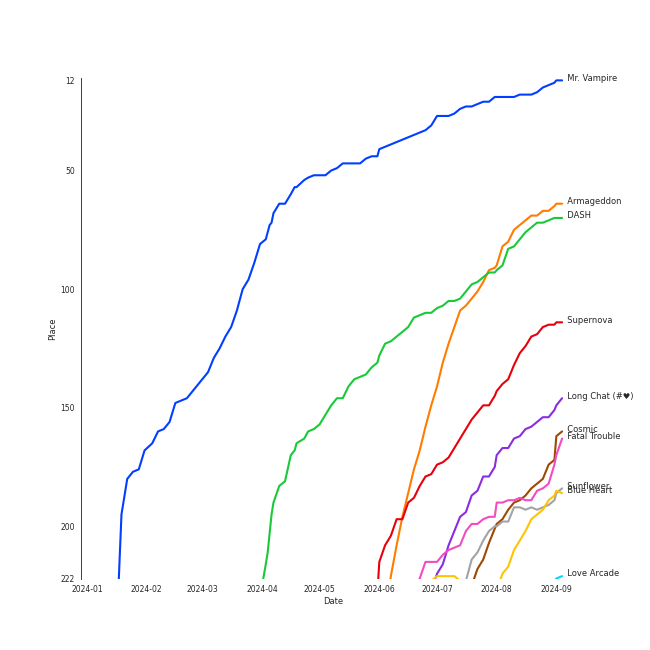 12
50
100
150
200
222
Place
2024-01
2024-02
2024-03
2024-04
2024-05
2024-06
2024-07
2024-08
2024-09
Date
Mr. Vampire
Armageddon
DASH
Supernova
Long Chat (#♥)
Cosmic
Fatal Trouble
Sunflower
Blue Heart
Love Arcade